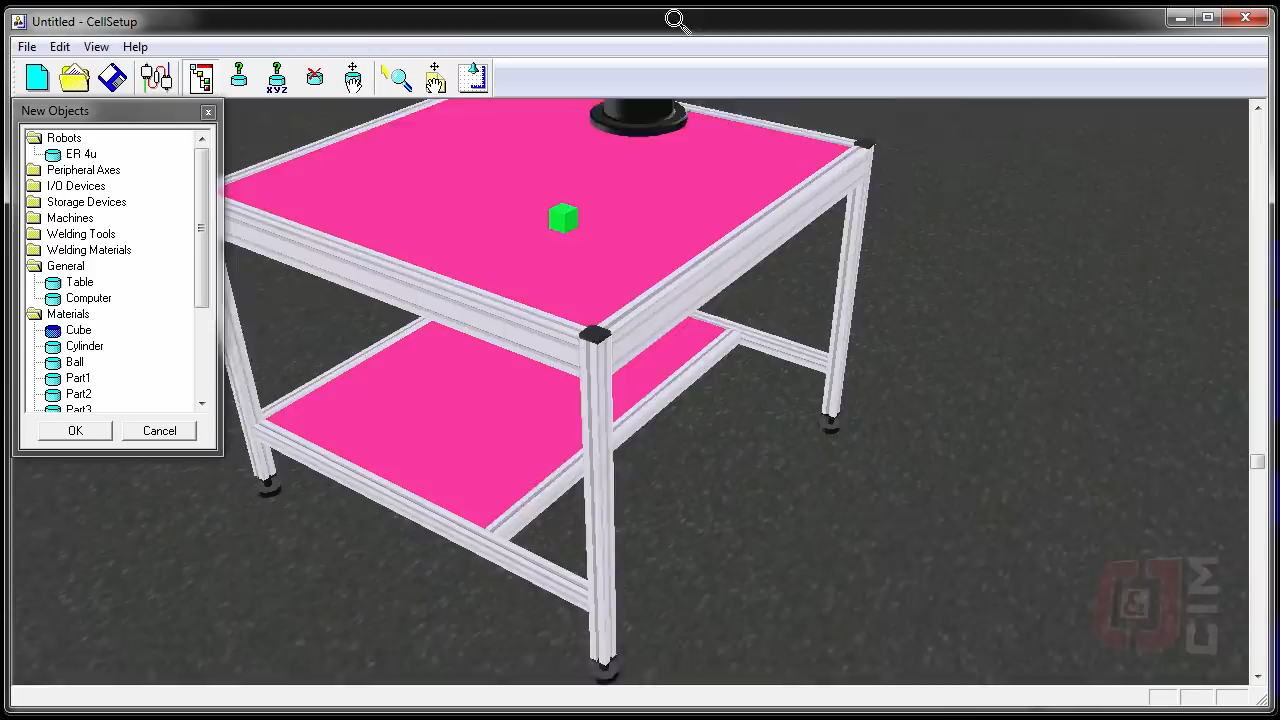 Untitled - CellSetup
File Edit View Help
XYZ
New Objects
Robots
ER 4u
Peripheral Axes
I/O Devices
Storage Devices
Machines
Welding Tools
Welding Materials
General
Table
Computer
Materials
Cube
Cylinder
Ball
Part1
Part2
Part3
OK Cancel
&
CIM